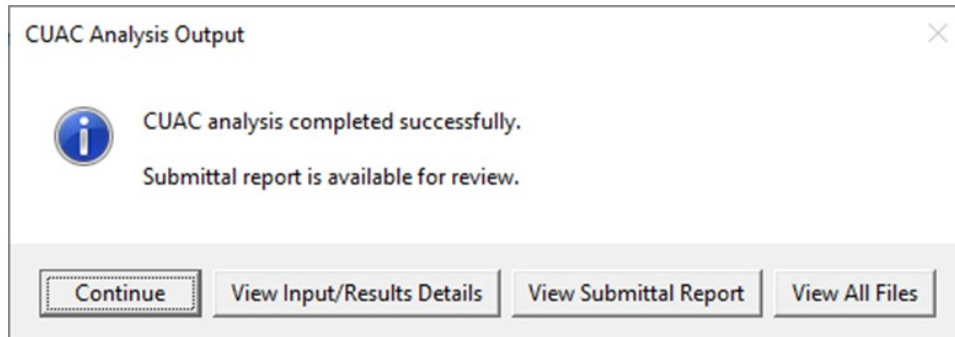 CUAC Analysis Output
CUAC analysis completed successfully.
Submittal report is available for review.
Continue
View Input/Results Details
View Submittal Report
View All Files